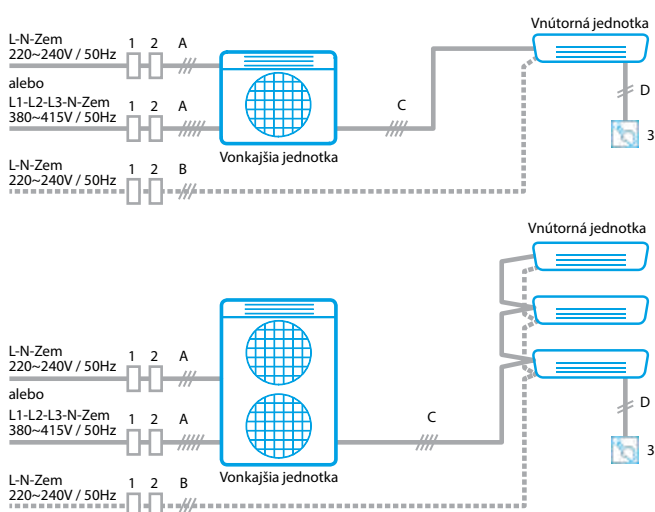 Vnútorná jednotka
L-N-Zem
220~240V / 50Hz
1 2 A
alebo
L1-L2-L3-N-Zem
380~415V / 50Hz
1 2 A
C
D
3
Vonkajšia jednotka
L-N-Zem
220~240V / 50Hz
1 2 B
Vnútorná jednotka
L-N-Zem
220~240V / 50Hz
1 2 A
alebo
L1-L2-L3-N-Zem
380~415V / 50Hz
1 2 A
C
D
3
Vonkajšia jednotka
L-N-Zem
220~240V / 50Hz
1 2 B